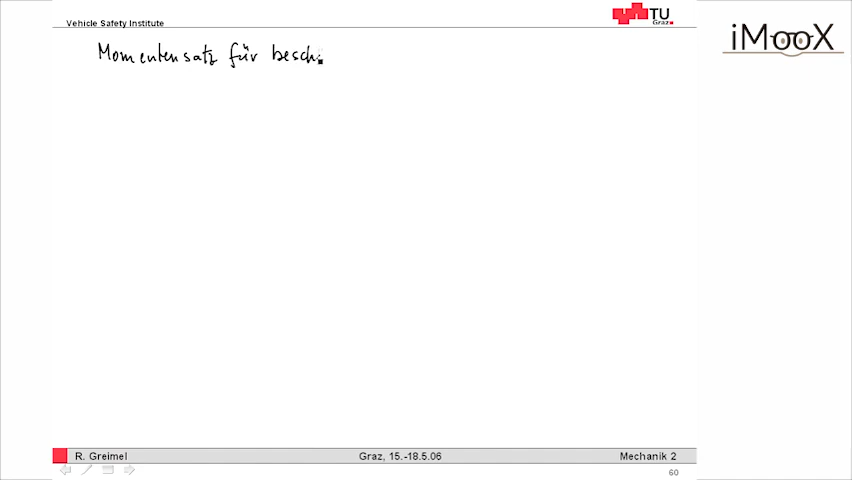 Vehicle Safety Institute
TU
Graz
iMooX
Momentensatz für besch
R. Greimel
Graz, 15.-18.5.06
Mechanik 2
60